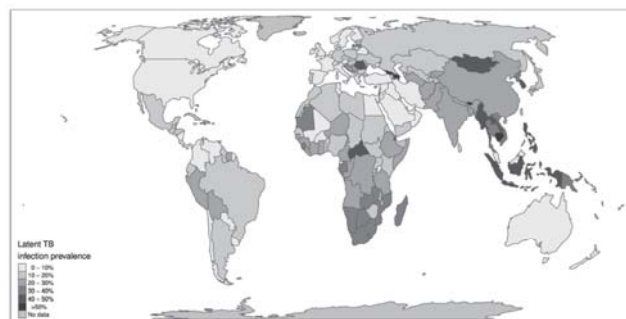 Latent TB
infection prevalence
0 – 10%
10 – 20%
20 – 30%
30 – 40%
40 – 50%
>50%
No data